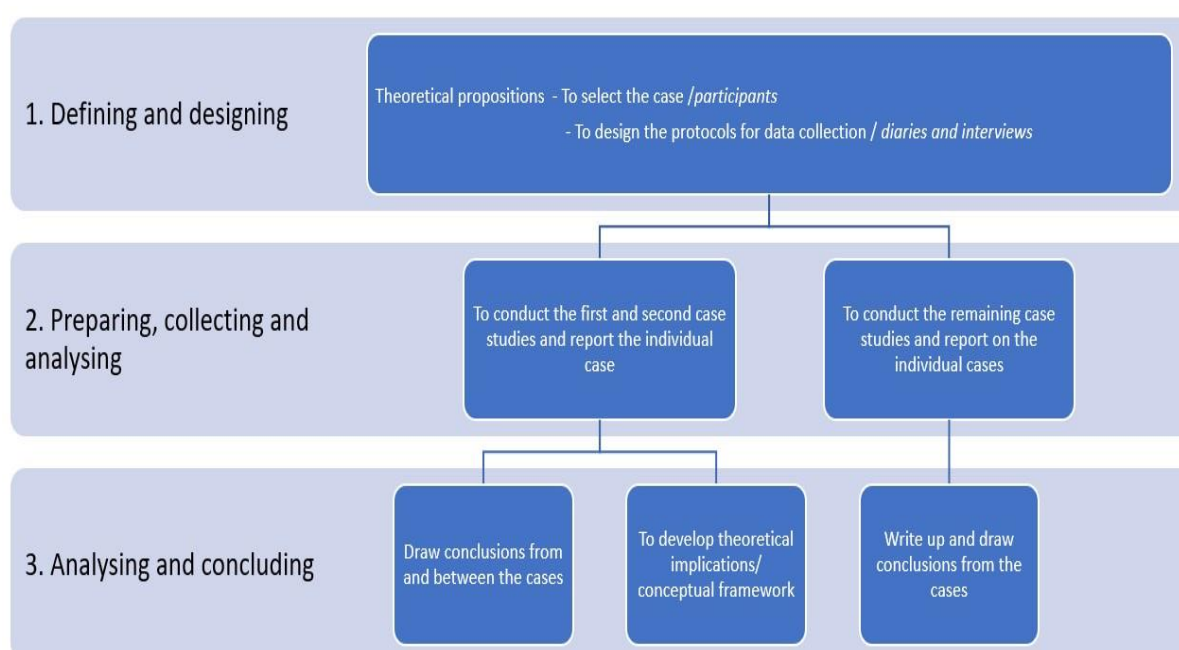 1. Defining and designing
Theoretical propositions - To select the case /participants
- To design the protocols for data collection / diaries and interviews
2. Preparing, collecting and
analysing
To conduct the first and second case
studies and report the individual
case
To conduct the remaining case
studies and report on the
individual cases
3. Analysing and concluding
Draw conclusions from
and between the cases
To develop theoretical
implications/
conceptual framework
Write up and draw
conclusions from the
cases